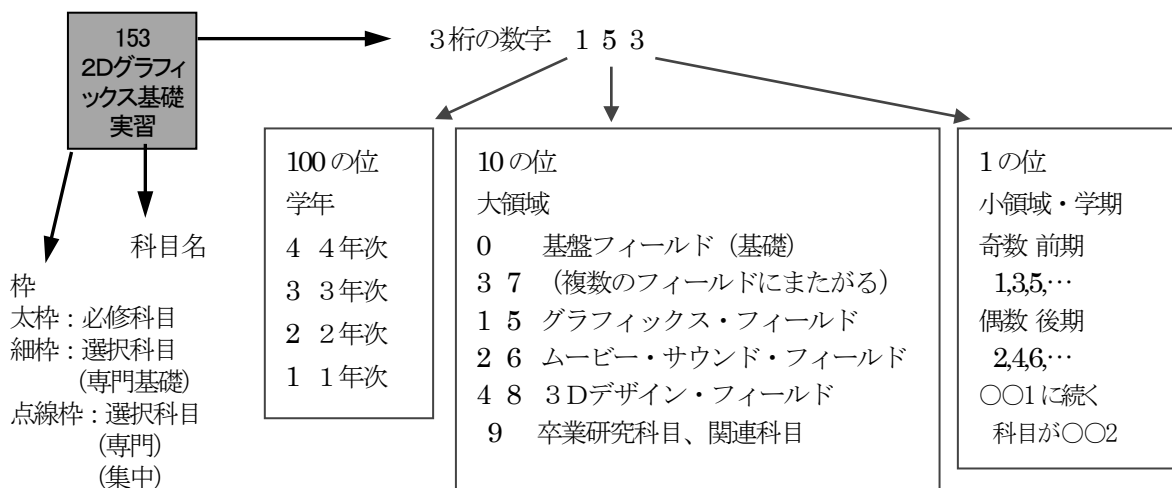 153
2Dグラフィ
ックス基礎
実習
3桁の数字 1 5 3
科目名
枠
太枠：必修科目
細枠：選択科目
(専門基礎)
点線枠：選択科目
(専門)
(集中)
100の位
学年
4 4年次
3 3年次
2 2年次
1 1年次
10の位
大領域
0 基盤フィールド（基礎）
3 7 （複数のフィールドにまたがる）
1 5 グラフィックス・フィールド
2 6 ムービー・サウンド・フィールド
4 8 3Dデザイン・フィールド
9 卒業研究科目、関連科目
1の位
小領域・学期
奇数 前期
1,3,5,…
偶数 後期
2,4,6,…
○○1に続く
科目が○○2